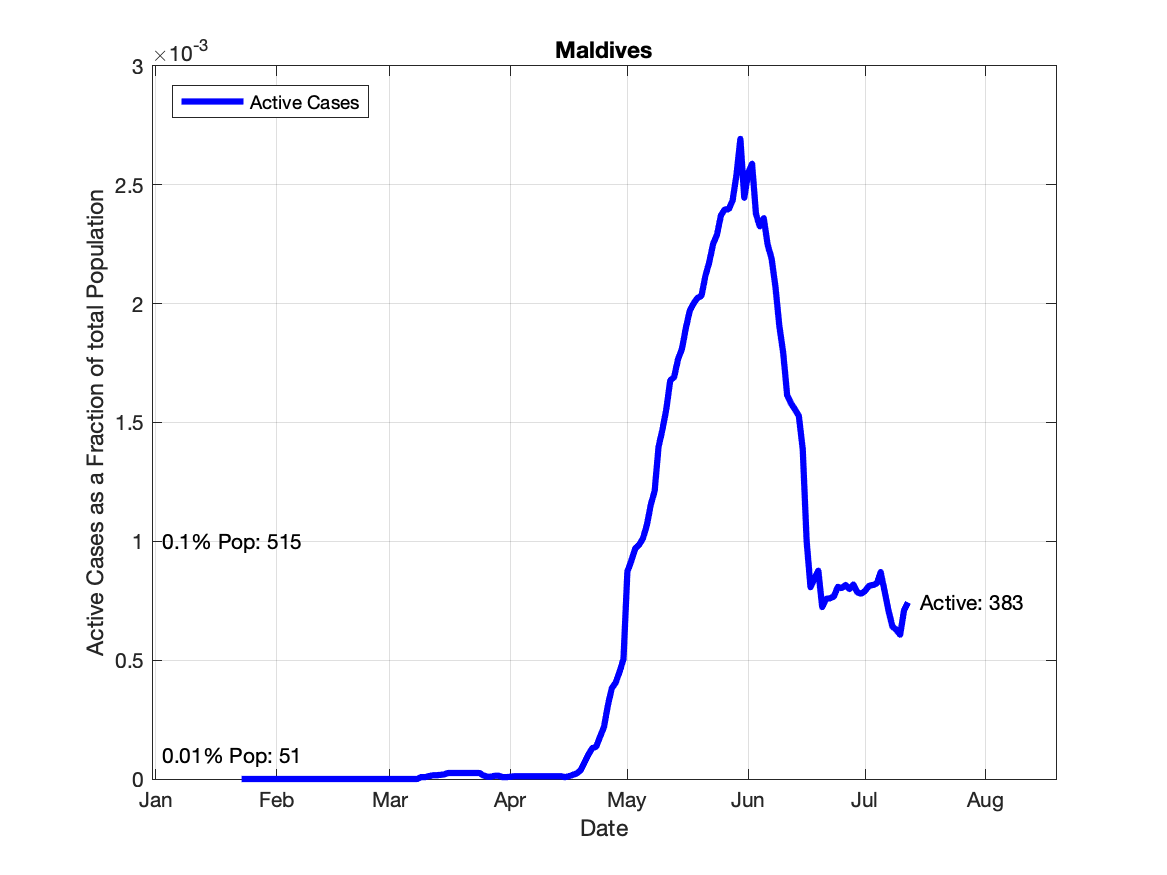 Maldives
×10-3
Active Cases
3
2.5
2
1.5
1
0.5
0
Active Cases as a Fraction of total Population
0.1% Pop: 515
0.01% Pop: 51
Active: 383
Jan Feb Mar Apr May Jun Jul Aug
Date